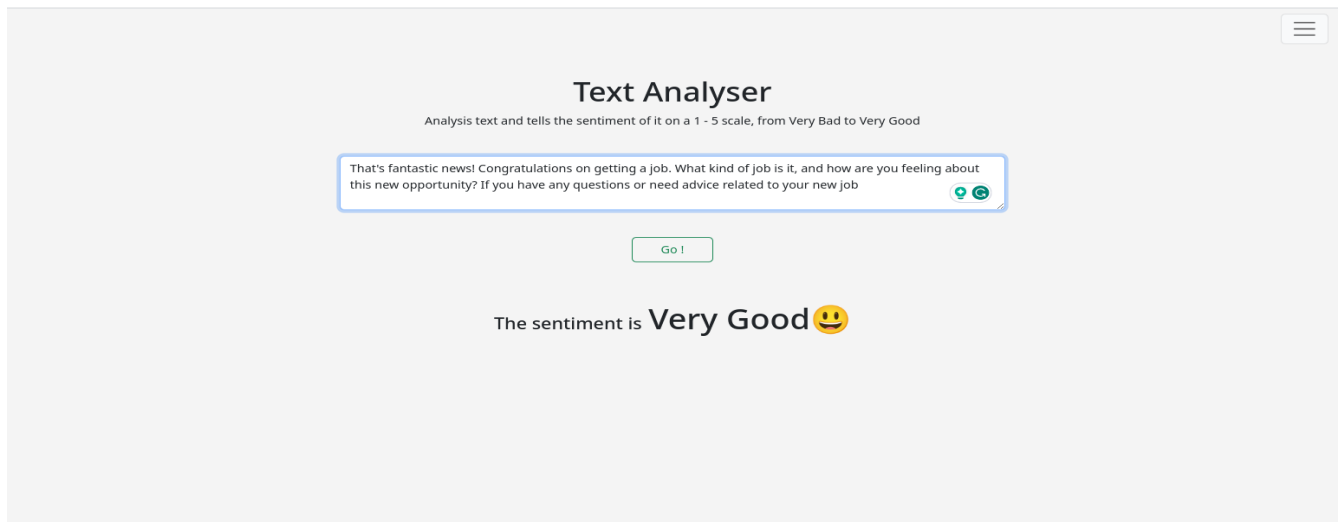 Text Analyser
Analysis text and tells the sentiment of it on a 1 - 5 scale, from Very Bad to Very Good
That's fantastic news! Congratulations on getting a job. What kind of job is it, and how are you feeling about
this new opportunity? If you have any questions or need advice related to your new job
Go !
The sentiment is Very Good😃